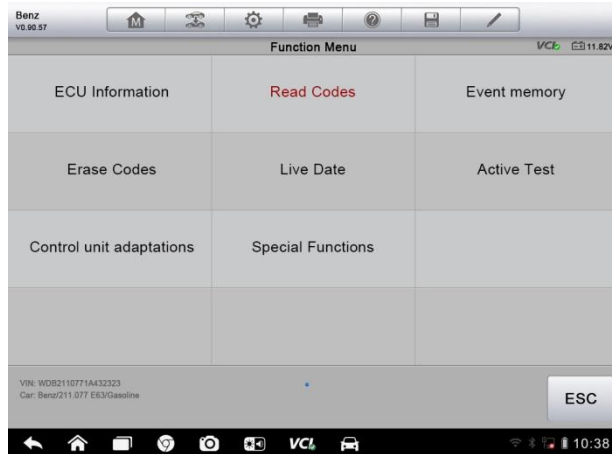 Benz
V0.90.57
Function Menu
VCI
11.82V
ECU Information
Read Codes
Event memory
Erase Codes
Live Date
Active Test
Control unit adaptations
Special Functions
VIN: WDB2110771A432323
Car: Benz/211.077 E63/Gasoline
ESC
VCI
10:38